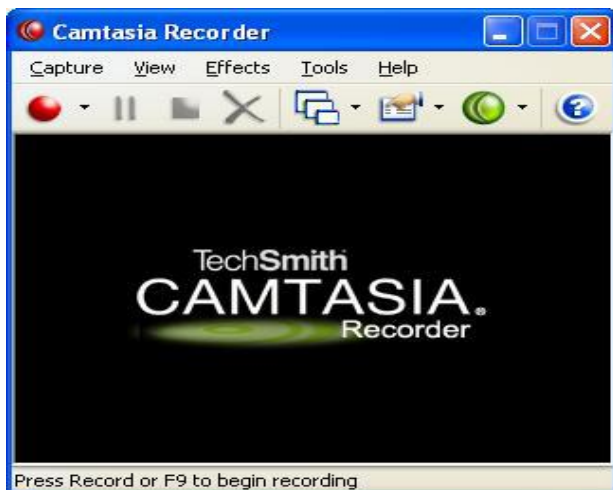 Camtasia Recorder
Capture View Effects Tools Help
TechSmith
CAMTASIA®
Recorder
Press Record or F9 to begin recording